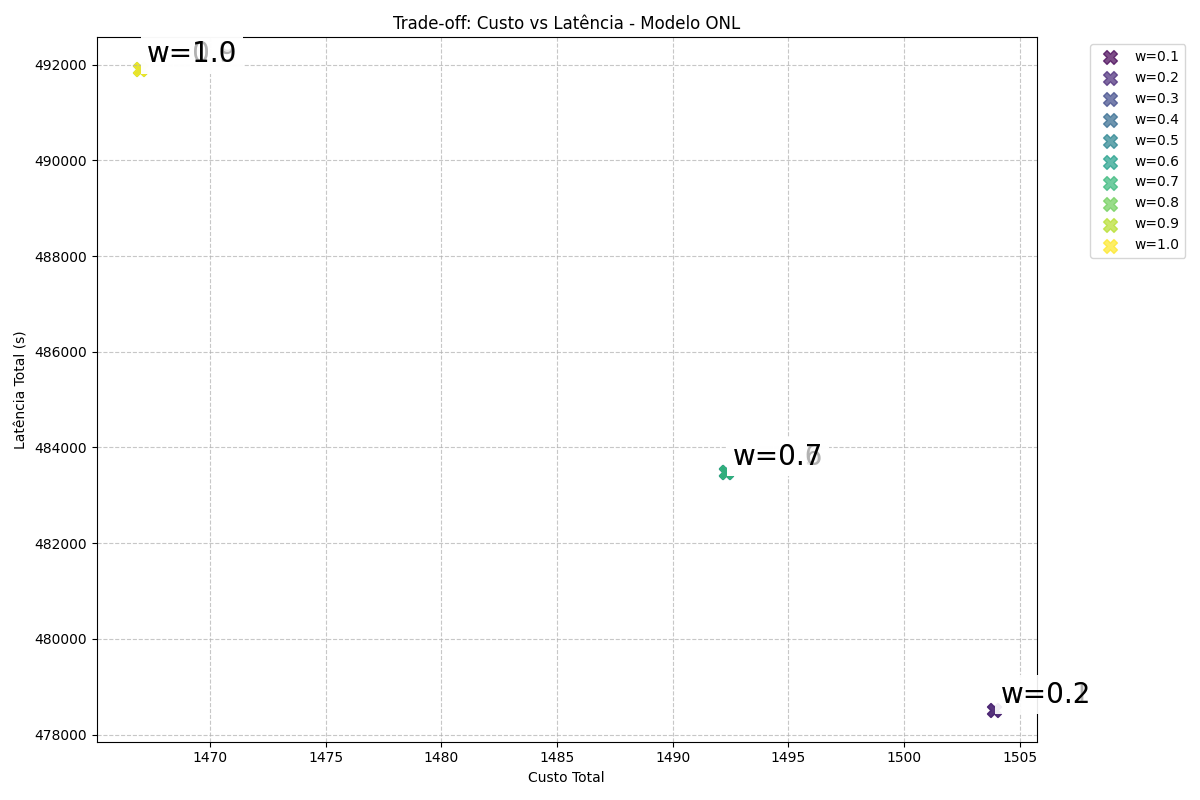 Trade-off: Custo vs Latência - Modelo ONL
w=1.0
492000
490000
488000
486000
484000
482000
480000
478000
Latência Total (s)
w=0.7
w=0.2
1470
1475
1480
1485
1490
1495
1500
1505
Custo Total
w=0.1
w=0.2
w=0.3
w=0.4
w=0.5
w=0.6
w=0.7
w=0.8
w=0.9
w=1.0